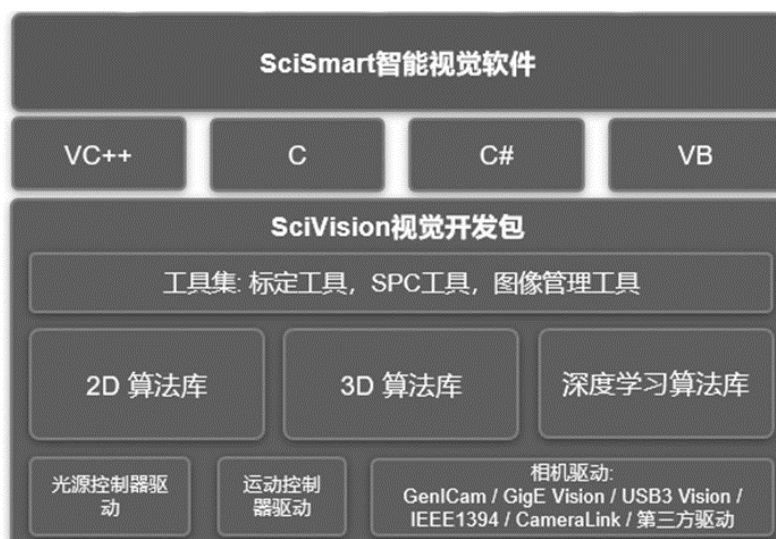 SciSmart智能视觉软件
VC++
C
C#
VB
SciVision视觉开发包
工具集: 标定工具，SPC工具，图像管理工具
2D 算法库
3D 算法库
深度学习算法库
光源控制器驱
动
运动控制
器驱动
相机驱动:
GenICam / GigE Vision / USB3 Vision /
IEEE1394 / CameraLink / 第三方驱动